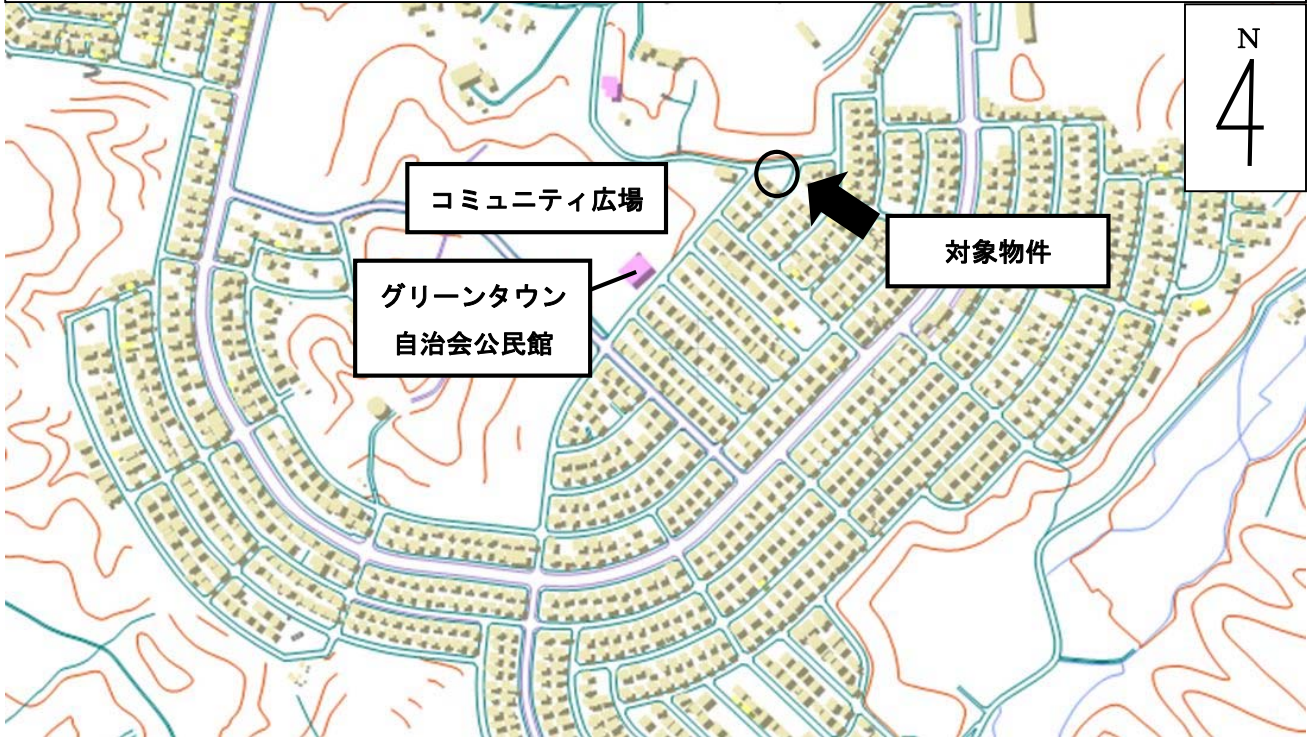 N
コミュニティ広場
対象物件
グリーンタウン
自治会公民館